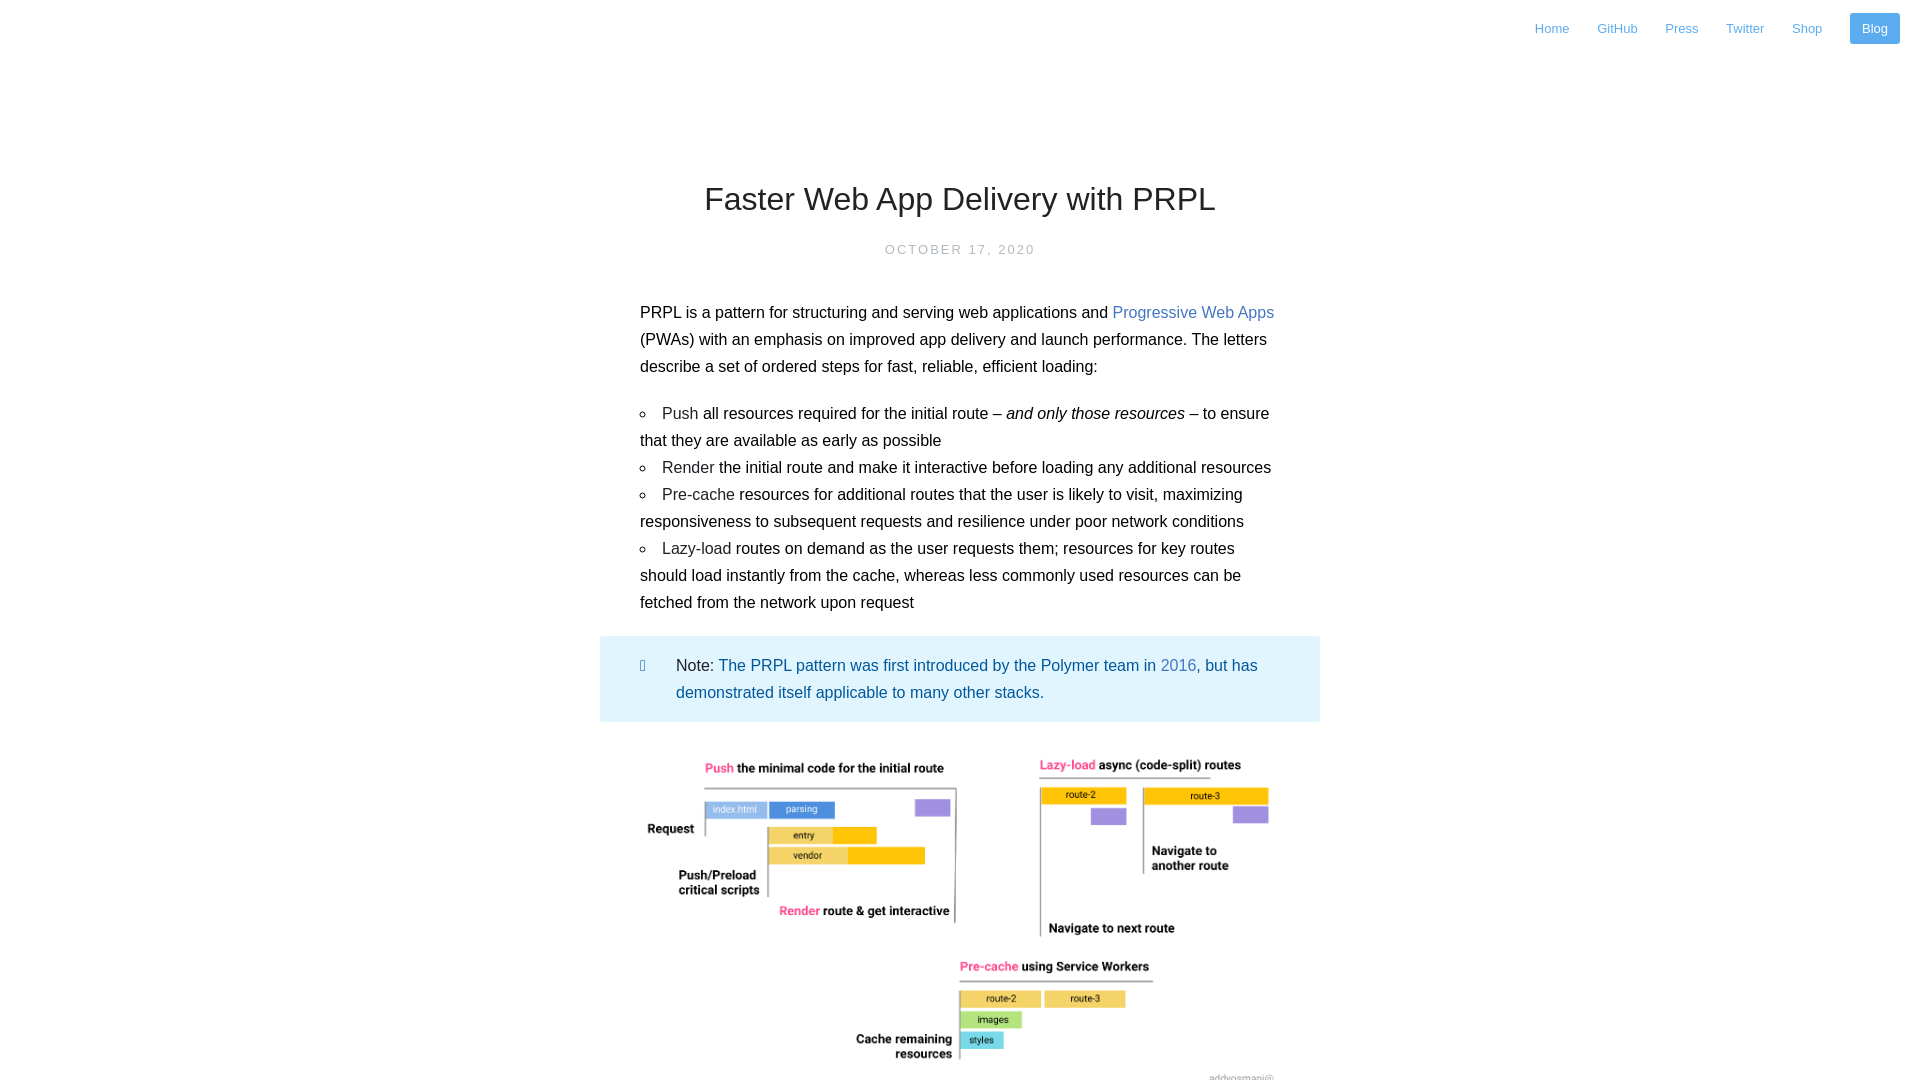 Home GitHub Press Twitter Shop Blog
Faster Web App Delivery with PRPL
OCTOBER 17, 2020
PRPL is a pattern for structuring and serving web applications and Progressive Web Apps
(PWAs) with an emphasis on improved app delivery and launch performance. The letters
describe a set of ordered steps for fast, reliable, efficient loading:
Push all resources required for the initial route – and only those resources – to ensure
that they are available as early as possible
Render the initial route and make it interactive before loading any additional resources
Pre-cache resources for additional routes that the user is likely to visit, maximizing
responsiveness to subsequent requests and resilience under poor network conditions
Lazy-load routes on demand as the user requests them; resources for key routes
should load instantly from the cache, whereas less commonly used resources can be
fetched from the network upon request
Note: The PRPL pattern was first introduced by the Polymer team in 2016, but has
demonstrated itself applicable to many other stacks.
Push the minimal code for the initial route
index.html parsing
Request
entry
vendor
Push/Preload
critical scripts
Render route & get interactive
Lazy-load async (code-split) routes
route-2 route-3
Navigate to
another route
Navigate to next route
Pre-cache using Service Workers
route-2 route-3
images
styles
Cache remaining
resources
addyosmani@